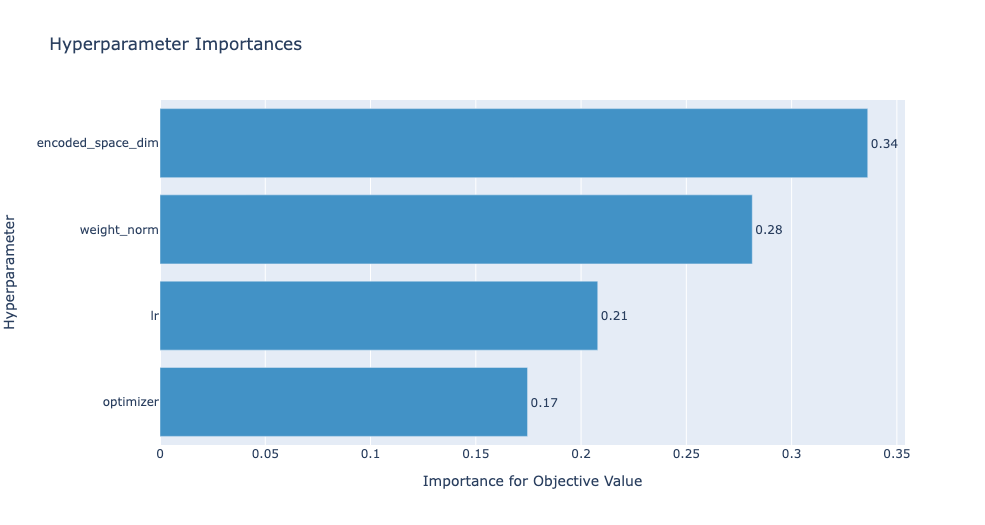 Hyperparameter Importances
Hyperparameter
encoded_space_dim
0.34
weight_norm
0.28
lr
0.21
optimizer
0.17
0 0.05 0.1 0.15 0.2 0.25 0.3 0.35
Importance for Objective Value